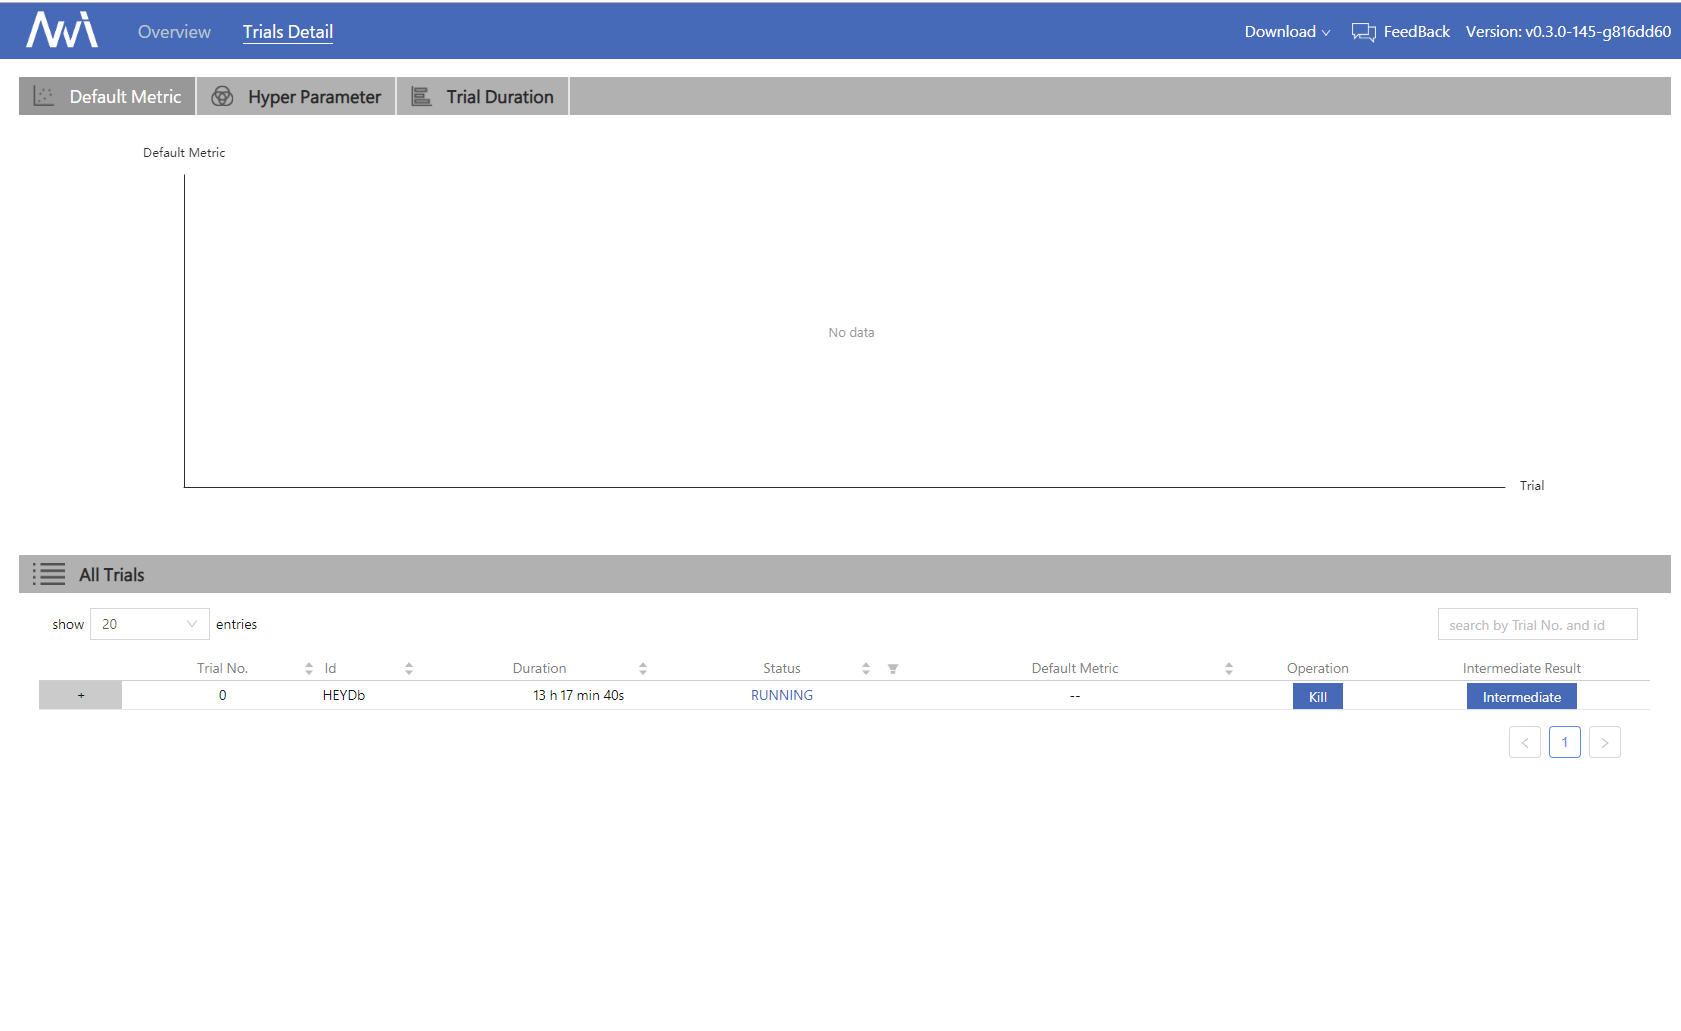 Overview Trials Detail Download FeedBack Version: v0.3.0-145-g816dd60
Default Metric Hyper Parameter Trial Duration
Default Metric
No data
Trial
All Trials
show 20 entries search by Trial No. and id
Trial No. Id Duration Status Default Metric Operation Intermediate Result
+ 0 HEYDb 13 h 17 min 40s RUNNING -- Kill Intermediate
< 1 >